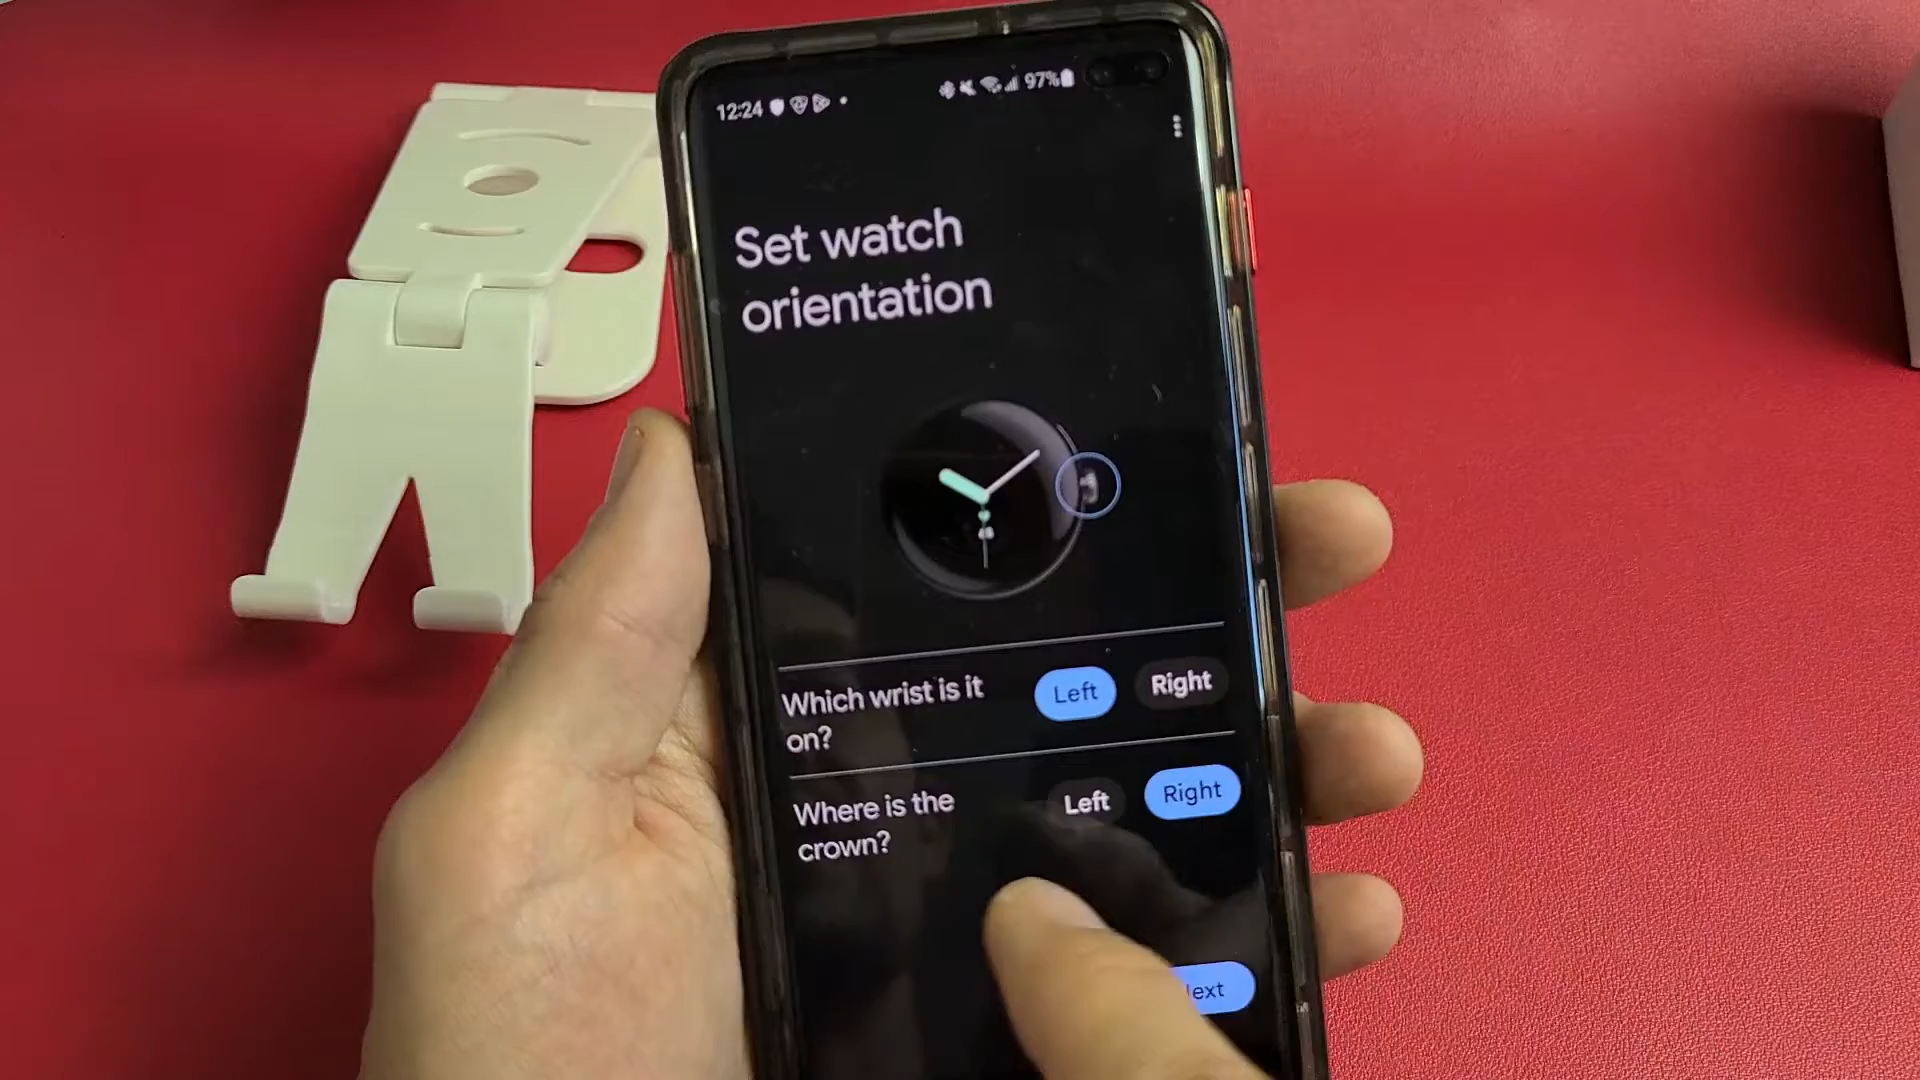 12:24 97%
Set watch
orientation
Which wrist is it
on?
Left Right
Where is the
crown?
Left Right
ext